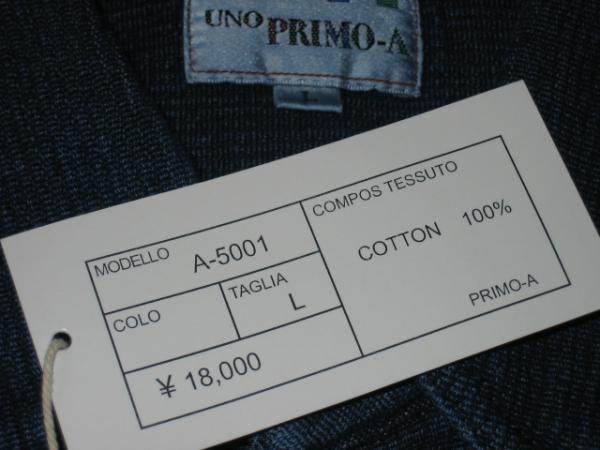 UNO PRIMO-A
L
MODELLO A-5001
COLO
TAGLIA L
¥ 18,000
COMPOS TESSUTO
COTTON 100%
PRIMO-A